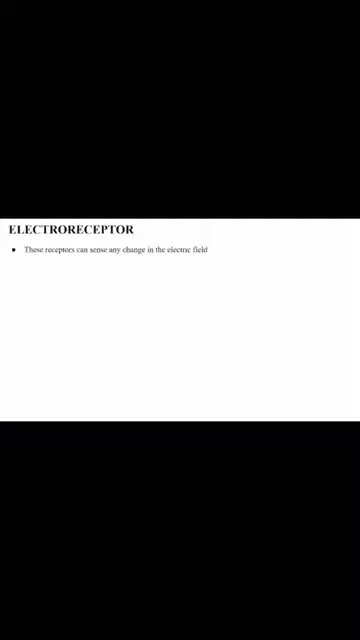 ELECTRORECEPTOR
• These receptors can sense any change in the electric field